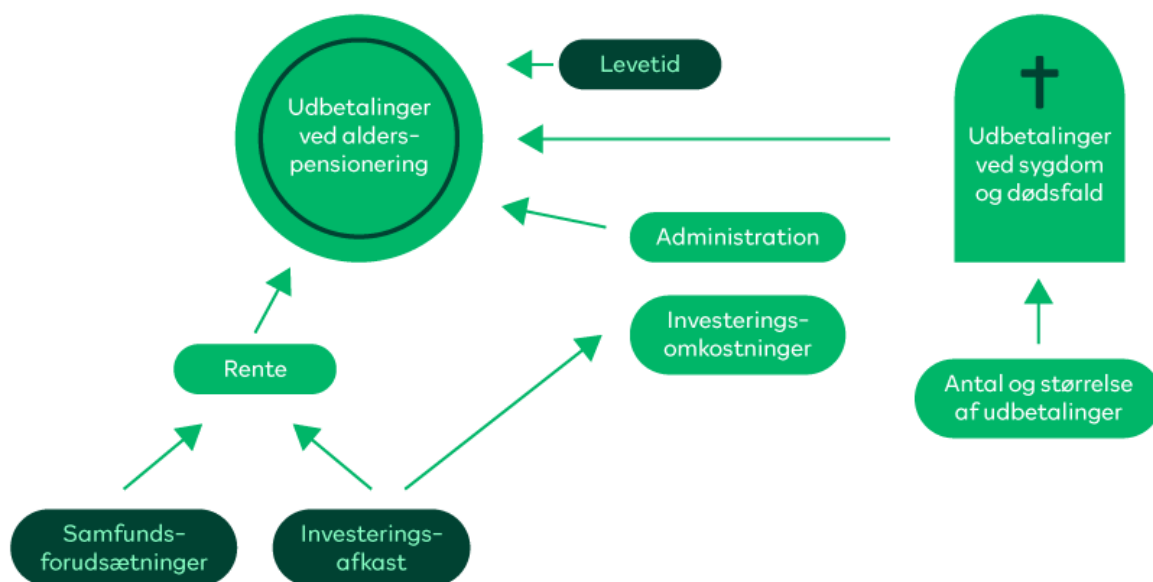 Levetid
Udbetalinger
ved alders-
pensionering
Udbetalinger
ved sygdom
og dødsfald
Administration
Investerings-
omkostninger
Rente
Antal og størrelse
af udbetalinger
Samfunds-
forudsætninger
Investerings-
afkast